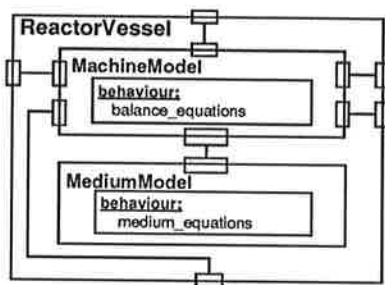 ReactorVessel
MachineModel
behaviour:
balance_equations
MediumModel
behaviour:
medium_equations